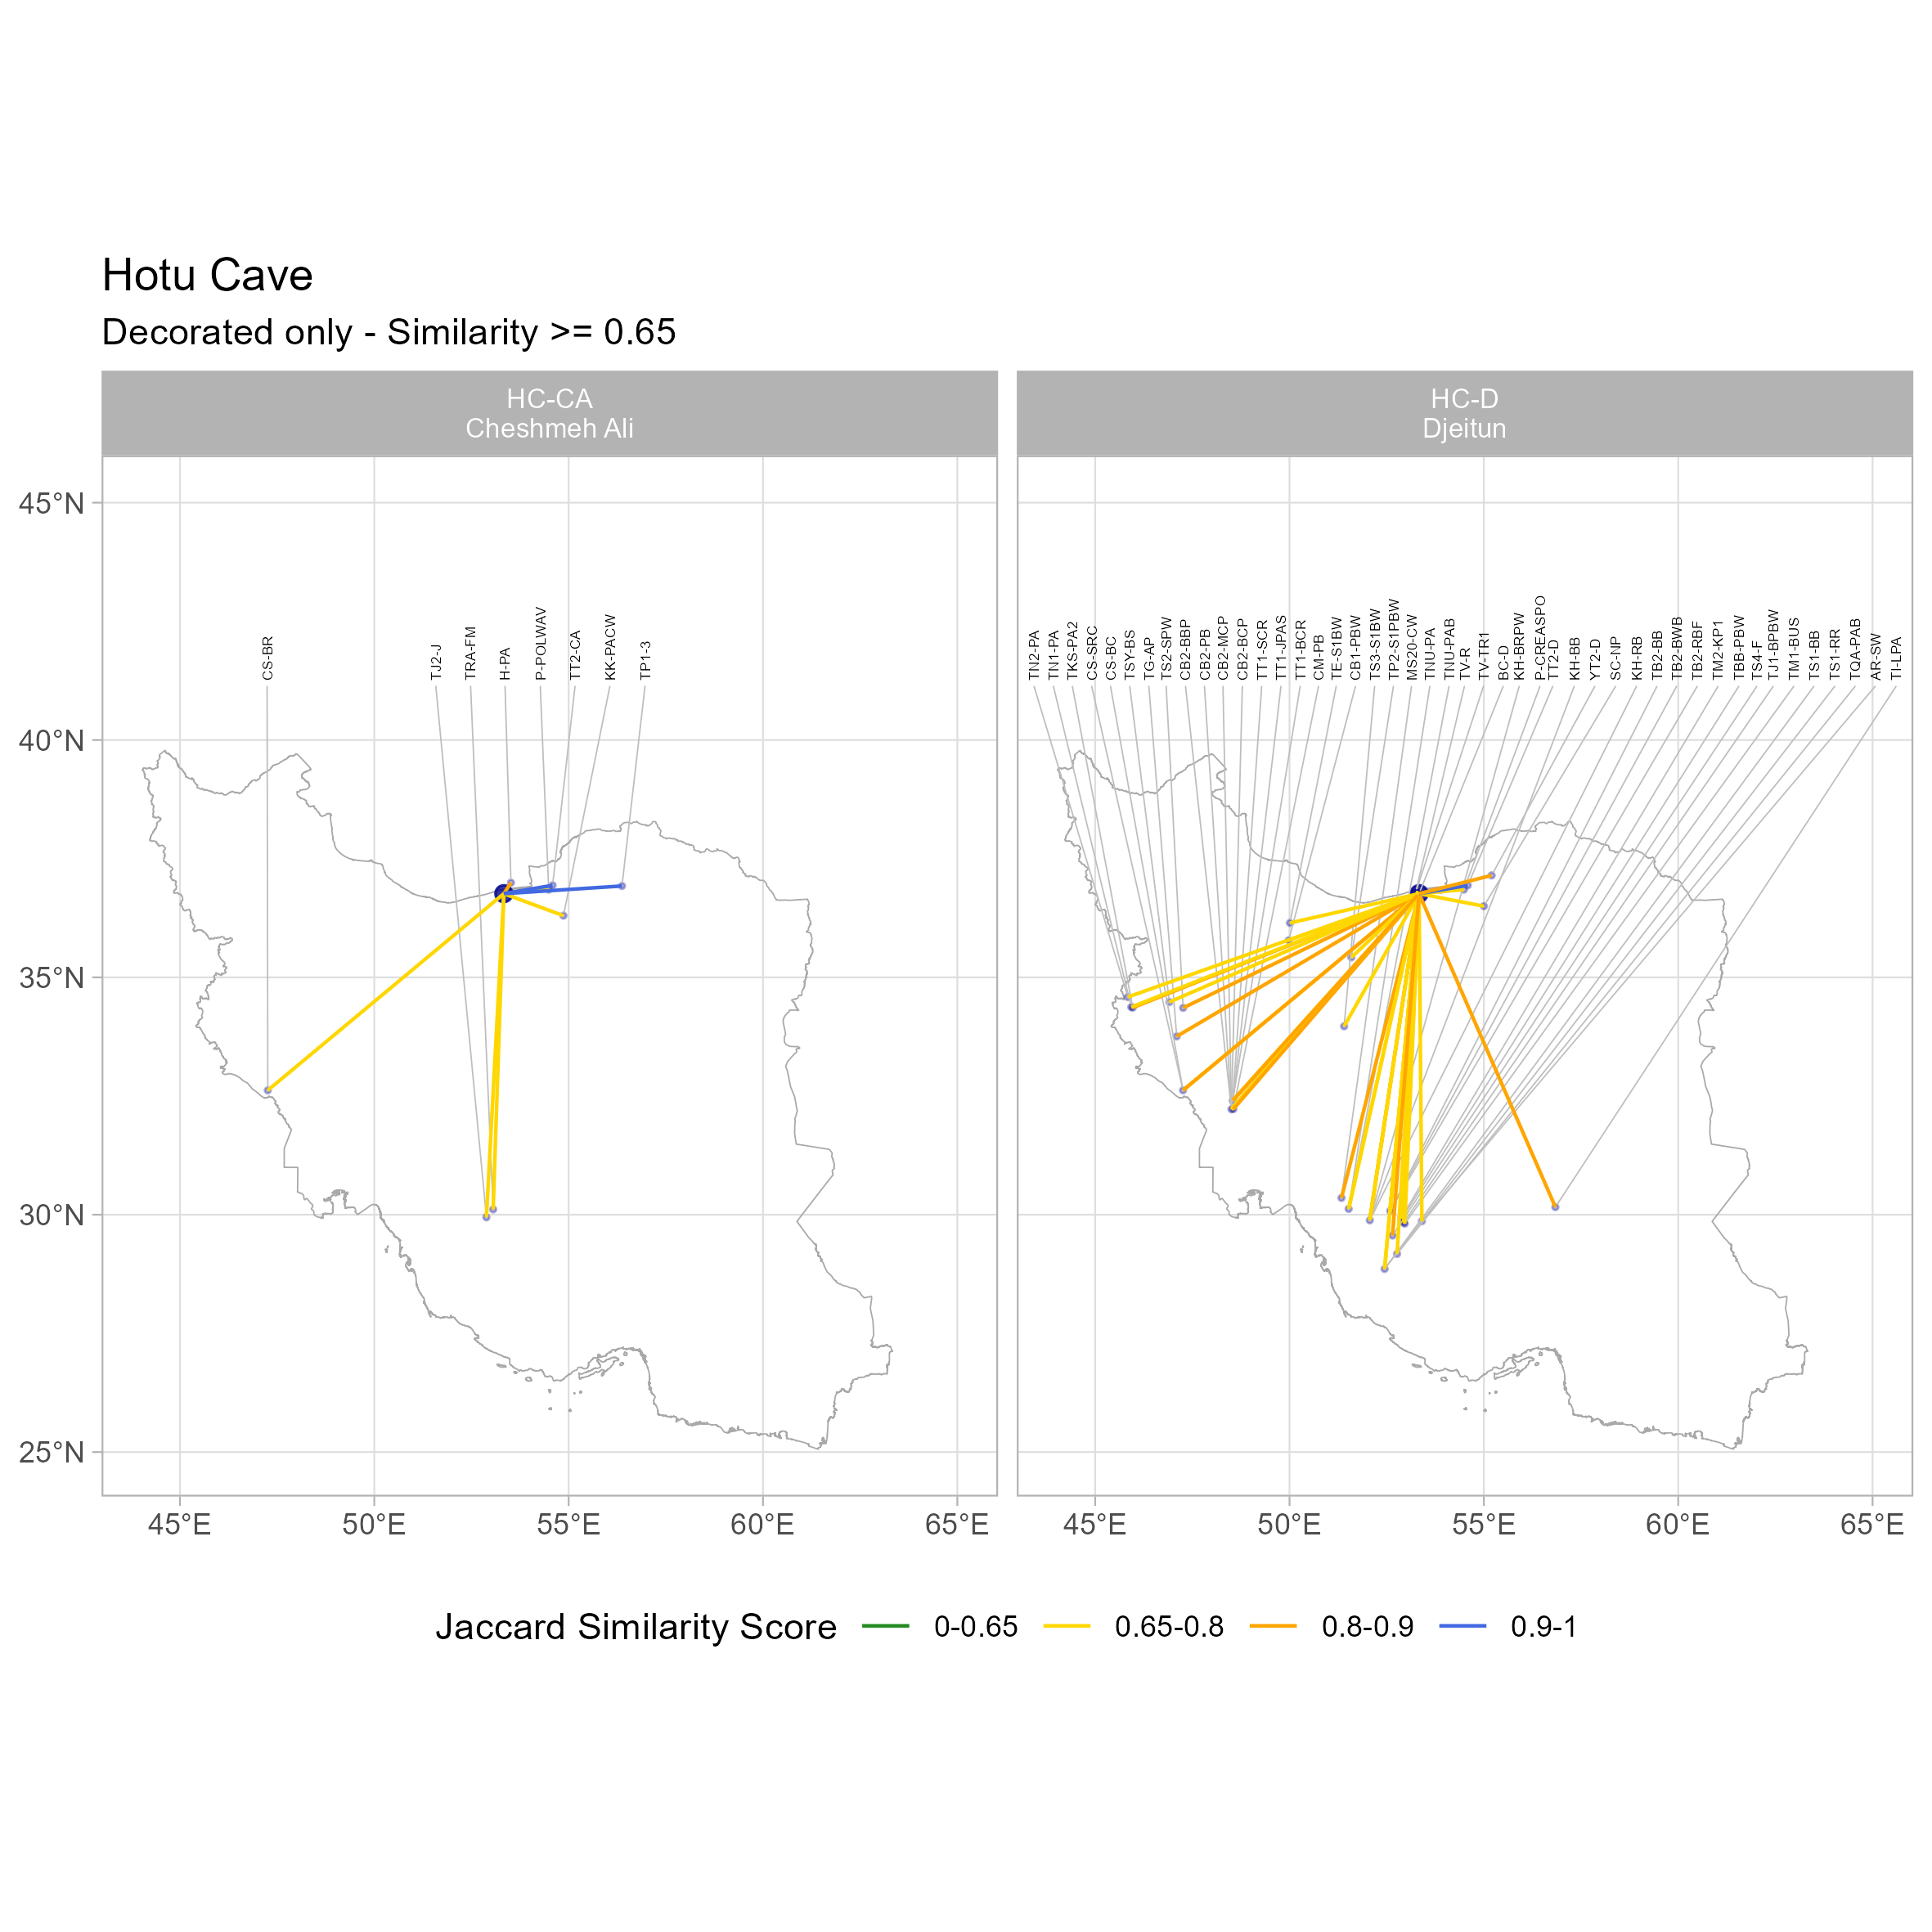 Hotu Cave
Decorated only - Similarity >= 0.65
HC-CA
Cheshmeh Ali
HC-D
Djeitun
CS-BR
TJ2-J
TRA-FM
H-PA
P-POLWAV
TT2-CA
KK-PACW
TP1-3
TN2-PA
TN1-PA
TKS-PA2
CS-SRC
CS-BC
TSY-BS
TG-AP
TS2-SPW
CB2-BBP
CB2-PB
CB2-MCP
CB2-BCP
TT1-SCR
TT1-JPAS
TT1-BCR
CM-PB
TE-S1BW
CB1-PBW
TS3-S1BW
TP2-S1PBW
MS20-CW
TNU-PA
TNU-PAB
TV-R
TV-TR1
BC-D
KH-BRPW
P-CREASPO
TT2-D
KH-BB
YT2-D
SC-NP
KH-RB
TB2-BB
TB2-BWB
TB2-RBF
TM2-KP1
TBB-PBW
TS4-F
TJ1-BPBW
TM1-BUS
TS1-BB
TS1-RR
TQA-PAB
AR-SW
TI-LPA
45°N
40°N
35°N
30°N
25°N
45°E
50°E
55°E
60°E
65°E
45°E
50°E
55°E
60°E
65°E
Jaccard Similarity Score
0-0.65
0.65-0.8
0.8-0.9
0.9-1